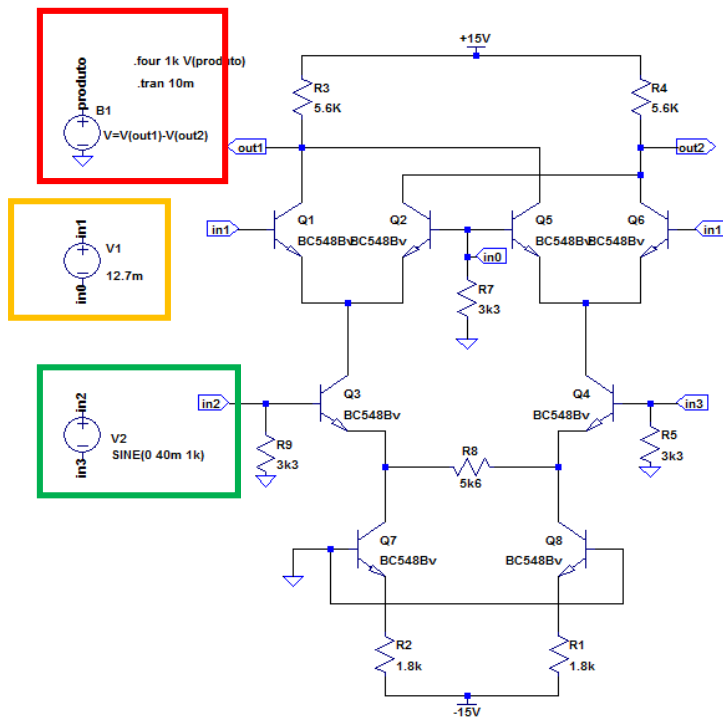 .four 1k V(produto)
.tran 10m
produto
B1
V=V(out1)-V(out2)
+15V
R3
5.6K
R4
5.6K
out1
out2
in1
V1
12.7m
in0
in1
Q1
BC548Bv
Q2
BC548Bv
Q5
BC548Bv
Q6
BC548Bv
in1
in0
R7
3k3
in2
V2
SINE(0 40m 1k)
in3
in2
Q3
BC548Bv
Q4
BC548Bv
in3
R9
3k3
R8
5k6
R5
3k3
Q7
BC548Bv
Q8
BC548Bv
R2
1.8k
R1
1.8k
-15V